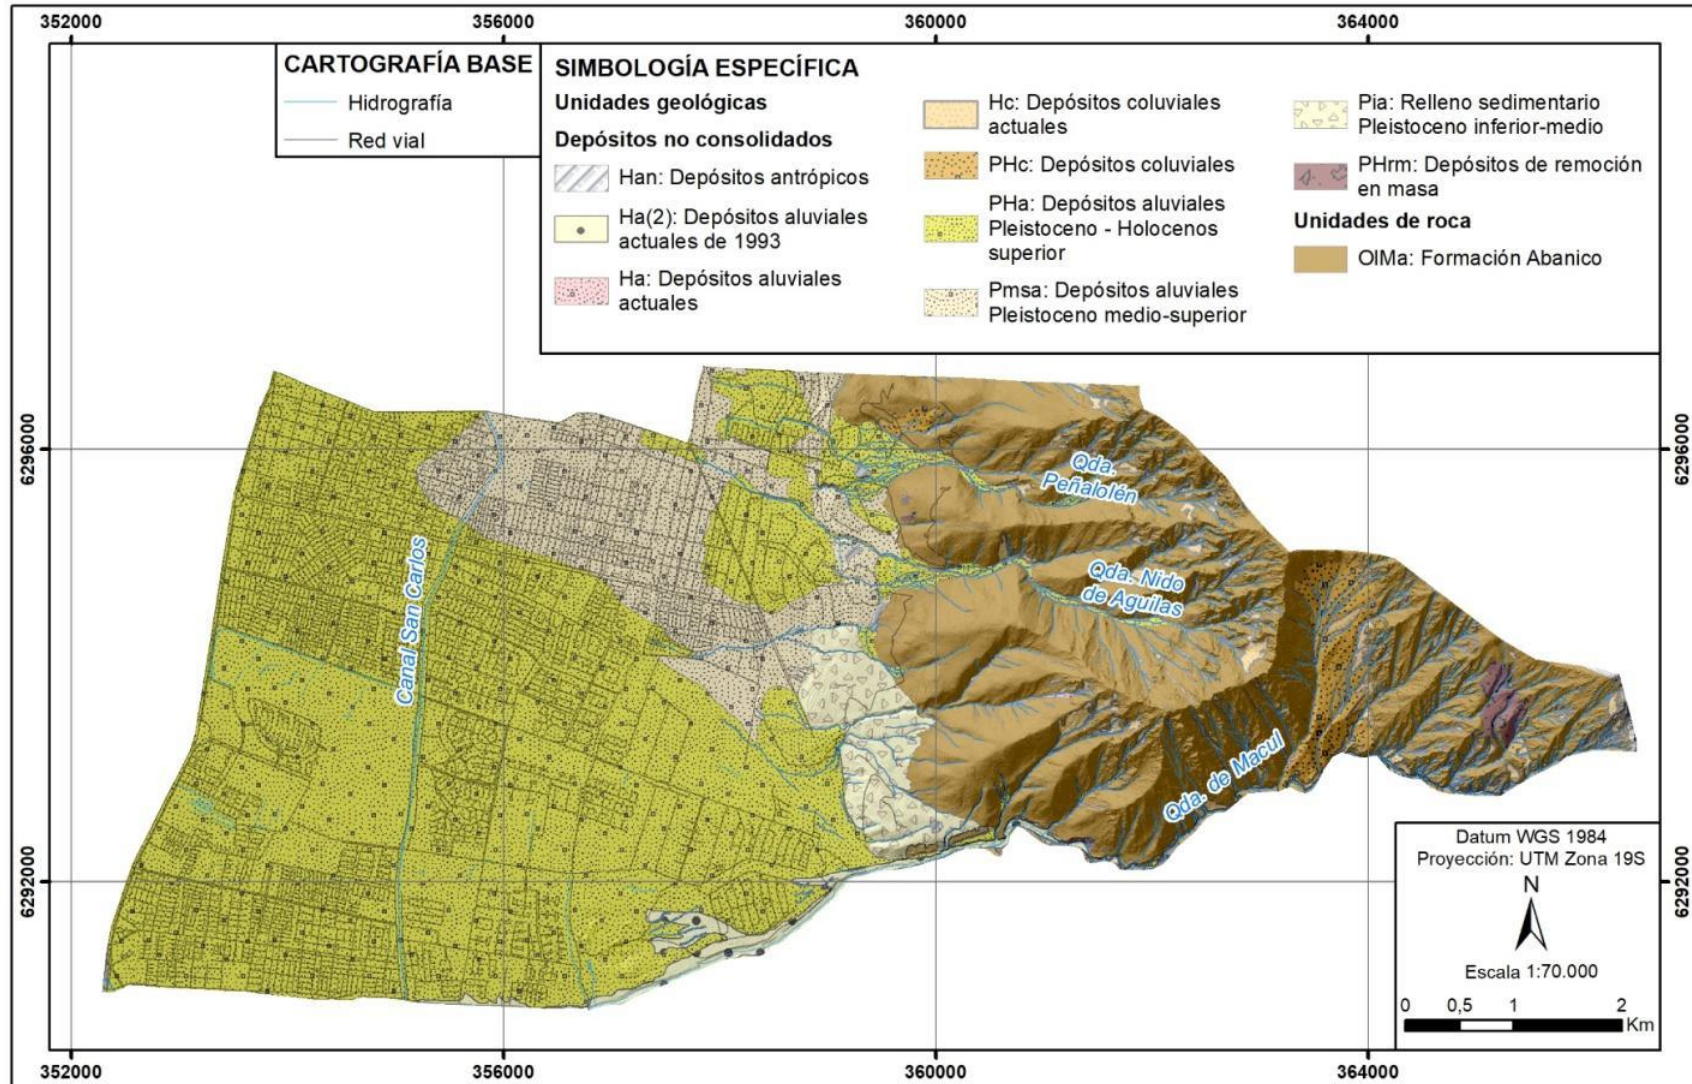 352000
356000
360000
364000
CARTOGRAFÍA BASE
Hidrografía
Red vial
SIMBOLOGÍA ESPECÍFICA
Unidades geológicas
Depósitos no consolidados
Han: Depósitos antrópicos
Ha(2): Depósitos aluviales
actuales de 1993
Ha: Depósitos aluviales
actuales
Hc: Depósitos coluviales
actuales
PHc: Depósitos coluviales
PHa: Depósitos aluviales
Pleistoceno - Holocenos
superior
Pmsa: Depósitos aluviales
Pleistoceno medio-superior
Pia: Relleno sedimentario
Pleistoceno inferior-medio
PHrm: Depósitos de remoción
en masa
Unidades de roca
OlMa: Formación Abanico
6296000
6296000
Qda.
Peñalolén
Qda. Nido
de Aguilas
Canal San Carlos
Qda. de Macul
6292000
6292000
Datum WGS 1984
Proyección: UTM Zona 19S
N
Escala 1:70.000
0 0,5 1 2
Km
352000
356000
360000
364000